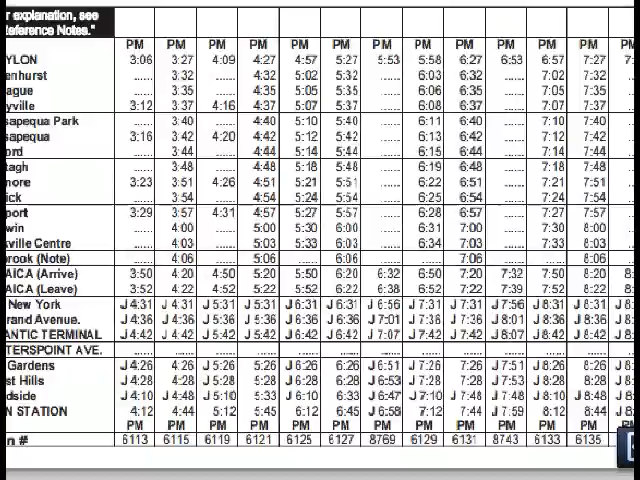 r explanation, see
Reference Notes."
PM PM PM PM PM PM PM PM PM PM PM PM PM
YLON 3:06 3:27 4:09 4:27 4:57 5:27 5:53 5:58 6:27 6:53 6:57 7:27 7:
enhurst ...... 3:32 ...... 4:32 5:02 5:32 ...... 6:03 6:32 ...... 7:02 7:32
ague ...... 3:35 ...... 4:35 5:05 5:35 ...... 6:06 6:35 ...... 7:05 7:35
yville 3:12 3:37 4:16 4:37 5:07 5:37 ...... 6:08 6:37 ...... 7:07 7:37
sapequa Park ...... 3:40 ...... 4:40 5:10 5:40 ...... 6:11 6:40 ...... 7:10 7:40
sapequa 3:16 3:42 4:20 4:42 5:12 5:42 ...... 6:13 6:42 ...... 7:12 7:42
ord ...... 3:44 ...... 4:44 5:14 5:44 ...... 6:15 6:44 ...... 7:14 7:44
tagh ...... 3:48 ...... 4:48 5:18 5:48 ...... 6:19 6:48 ...... 7:18 7:48
more 3:23 3:51 4:26 4:51 5:21 5:51 ...... 6:22 6:51 ...... 7:21 7:51
ick ...... 3:54 ...... 4:54 5:24 5:54 ...... 6:25 6:54 ...... 7:24 7:54
port 3:29 3:57 4:31 4:57 5:27 5:57 ...... 6:28 6:57 ...... 7:27 7:57
win ...... 4:00 ...... 5:00 5:30 6:00 ...... 6:31 7:00 ...... 7:30 8:00
kville Centre ...... 4:03 ...... 5:03 5:33 6:03 ...... 6:34 7:03 ...... 7:33 8:03
brook (Note) ...... 4:06 ...... 5:06 ...... 6:06 ...... ...... 7:06 ...... ...... 8:06
AICA (Arrive) 3:50 4:20 4:50 5:20 5:50 6:20 6:32 6:50 7:20 7:32 7:50 8:20 8:
AICA (Leave) 3:52 4:22 4:52 5:22 5:52 6:22 6:38 6:52 7:22 7:39 7:52 8:22 8:
New York J 4:31 J 4:31 J 5:31 J 5:31 J 6:31 J 6:31 J 6:56 J 7:31 J 7:31 J 7:56 J 8:31 J 8:31 J 8:
rand Avenue. J 4:36 J 4:36 J 5:36 J 5:36 J 6:36 J 6:36 J 7:01 J 7:36 J 7:36 J 8:01 J 8:36 J 8:36 J 8:
ANTIC TERMINAL J 4:42 J 4:42 J 5:42 J 5:42 J 6:42 J 6:42 J 7:07 J 7:42 J 7:42 J 8:07 J 8:42 J 8:42 J 8:
TERSPOINT AVE. ...... ...... ...... ...... ...... ...... ...... ...... ...... ...... ...... ......
Gardens J 4:26 4:26 J 5:26 5:26 J 6:26 6:26 J 6:51 J 7:26 7:26 J 7:51 J 8:26 8:26 J 8:
st Hills J 4:28 4:28 J 5:28 5:28 J 6:28 6:28 J 6:53 J 7:28 7:28 J 7:53 J 8:28 8:28 J 8:
dside J 4:10 J 4:48 J 5:10 5:33 J 6:10 6:33 J 6:47 J 7:10 J 7:48 J 7:48 J 8:10 J 8:48 J 8:
N STATION 4:12 4:44 5:12 5:45 6:12 6:45 J 6:58 7:12 7:44 J 7:59 8:12 8:44
PM PM PM PM PM PM PM PM PM PM PM PM
n # 6113 6115 6119 6121 6125 6127 8769 6129 6131 8743 6133 6135